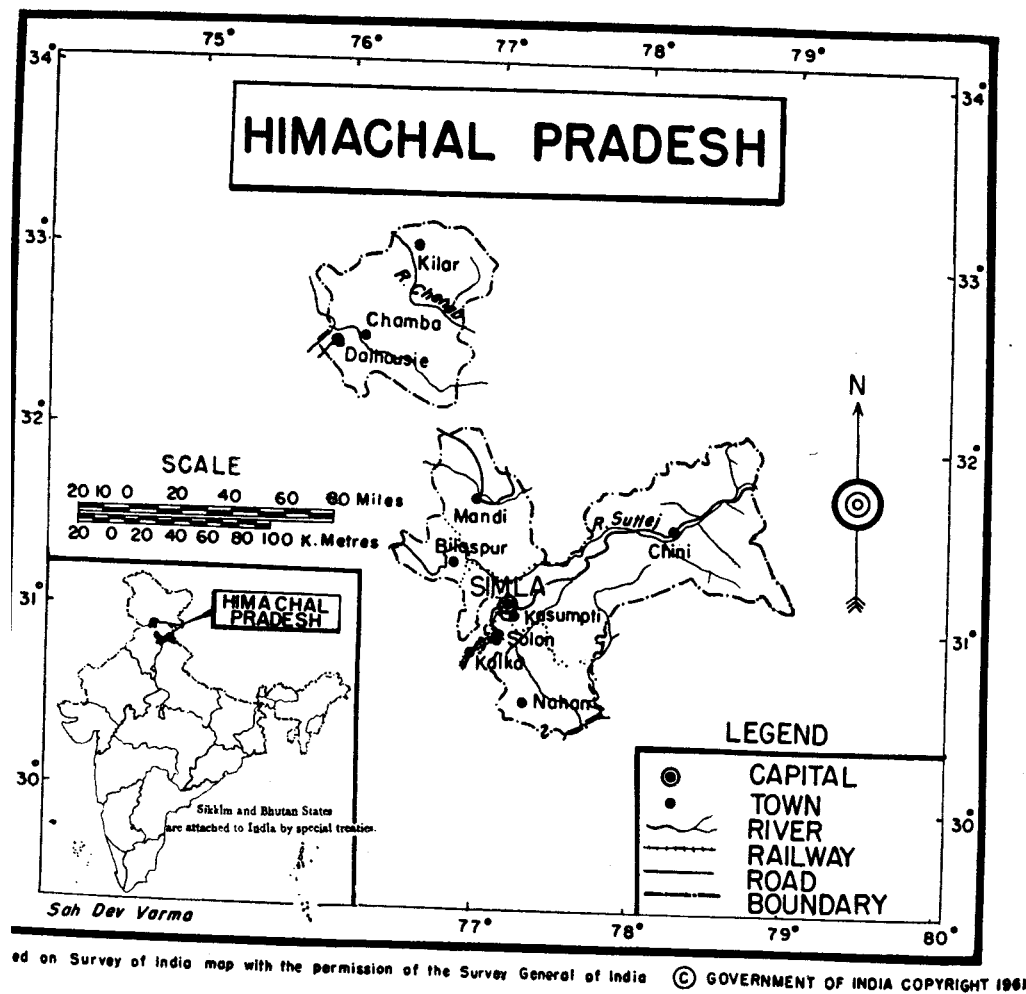 75° 76° 77° 78° 79°
34°
34°
HIMACHAL PRADESH
33°
33°
Kilar
R. Chenab
Chamba
Dalhousie
32°
32°
N
SCALE
20 10 0 20 40 60 80 Miles
20 0 20 40 60 80 100 K.Metres
Mandi
R. Sutlej
Chini
Bilaspur
SIMLA
Kasumpti
Solon
Kalka
Nahan
31°
31°
HIMACHAL
PRADESH
30°
30°
Sikkim and Bhutan States
are attached to India by special treaties.
LEGEND
CAPITAL
TOWN
RIVER
RAILWAY
ROAD
BOUNDARY
Sah Dev Varma
77° 78° 79° 80°
ed on Survey of India map with the permission of the Survey General of India © GOVERNMENT OF INDIA COPYRIGHT 1961